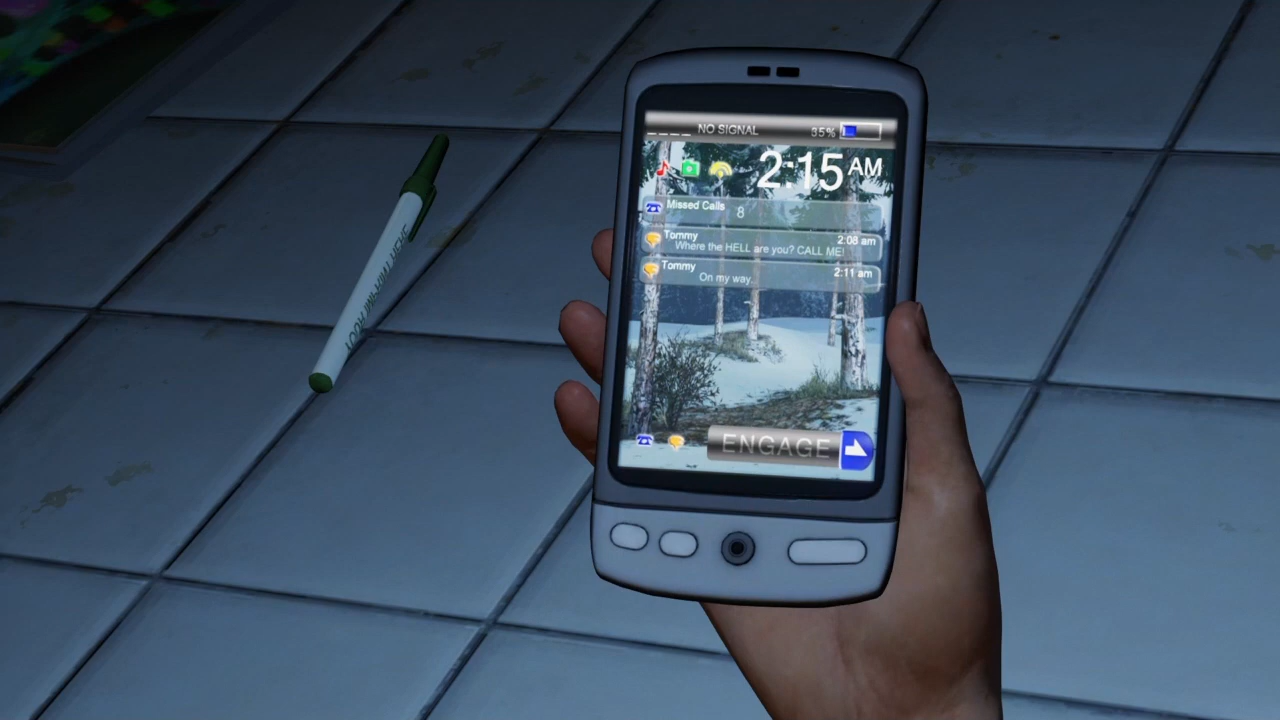 NO SIGNAL 35%
2:15 AM
Missed Calls
8
Tommy 2:08 am
Where the HELL are you? CALL ME!
Tommy 2:11 am
On my way.
ENGAGE